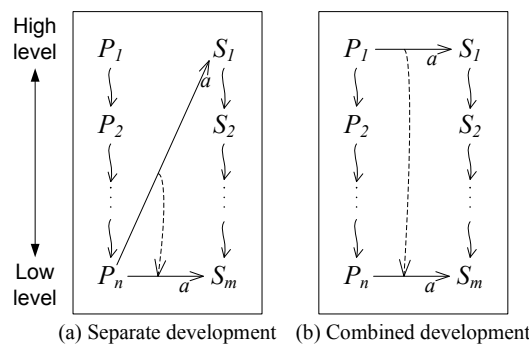 High level
P1 S1
a
P2 S2
Low level
Pn a Sm
(a) Separate development
P1 a S1
P2 S2
Pn a Sm
(b) Combined development